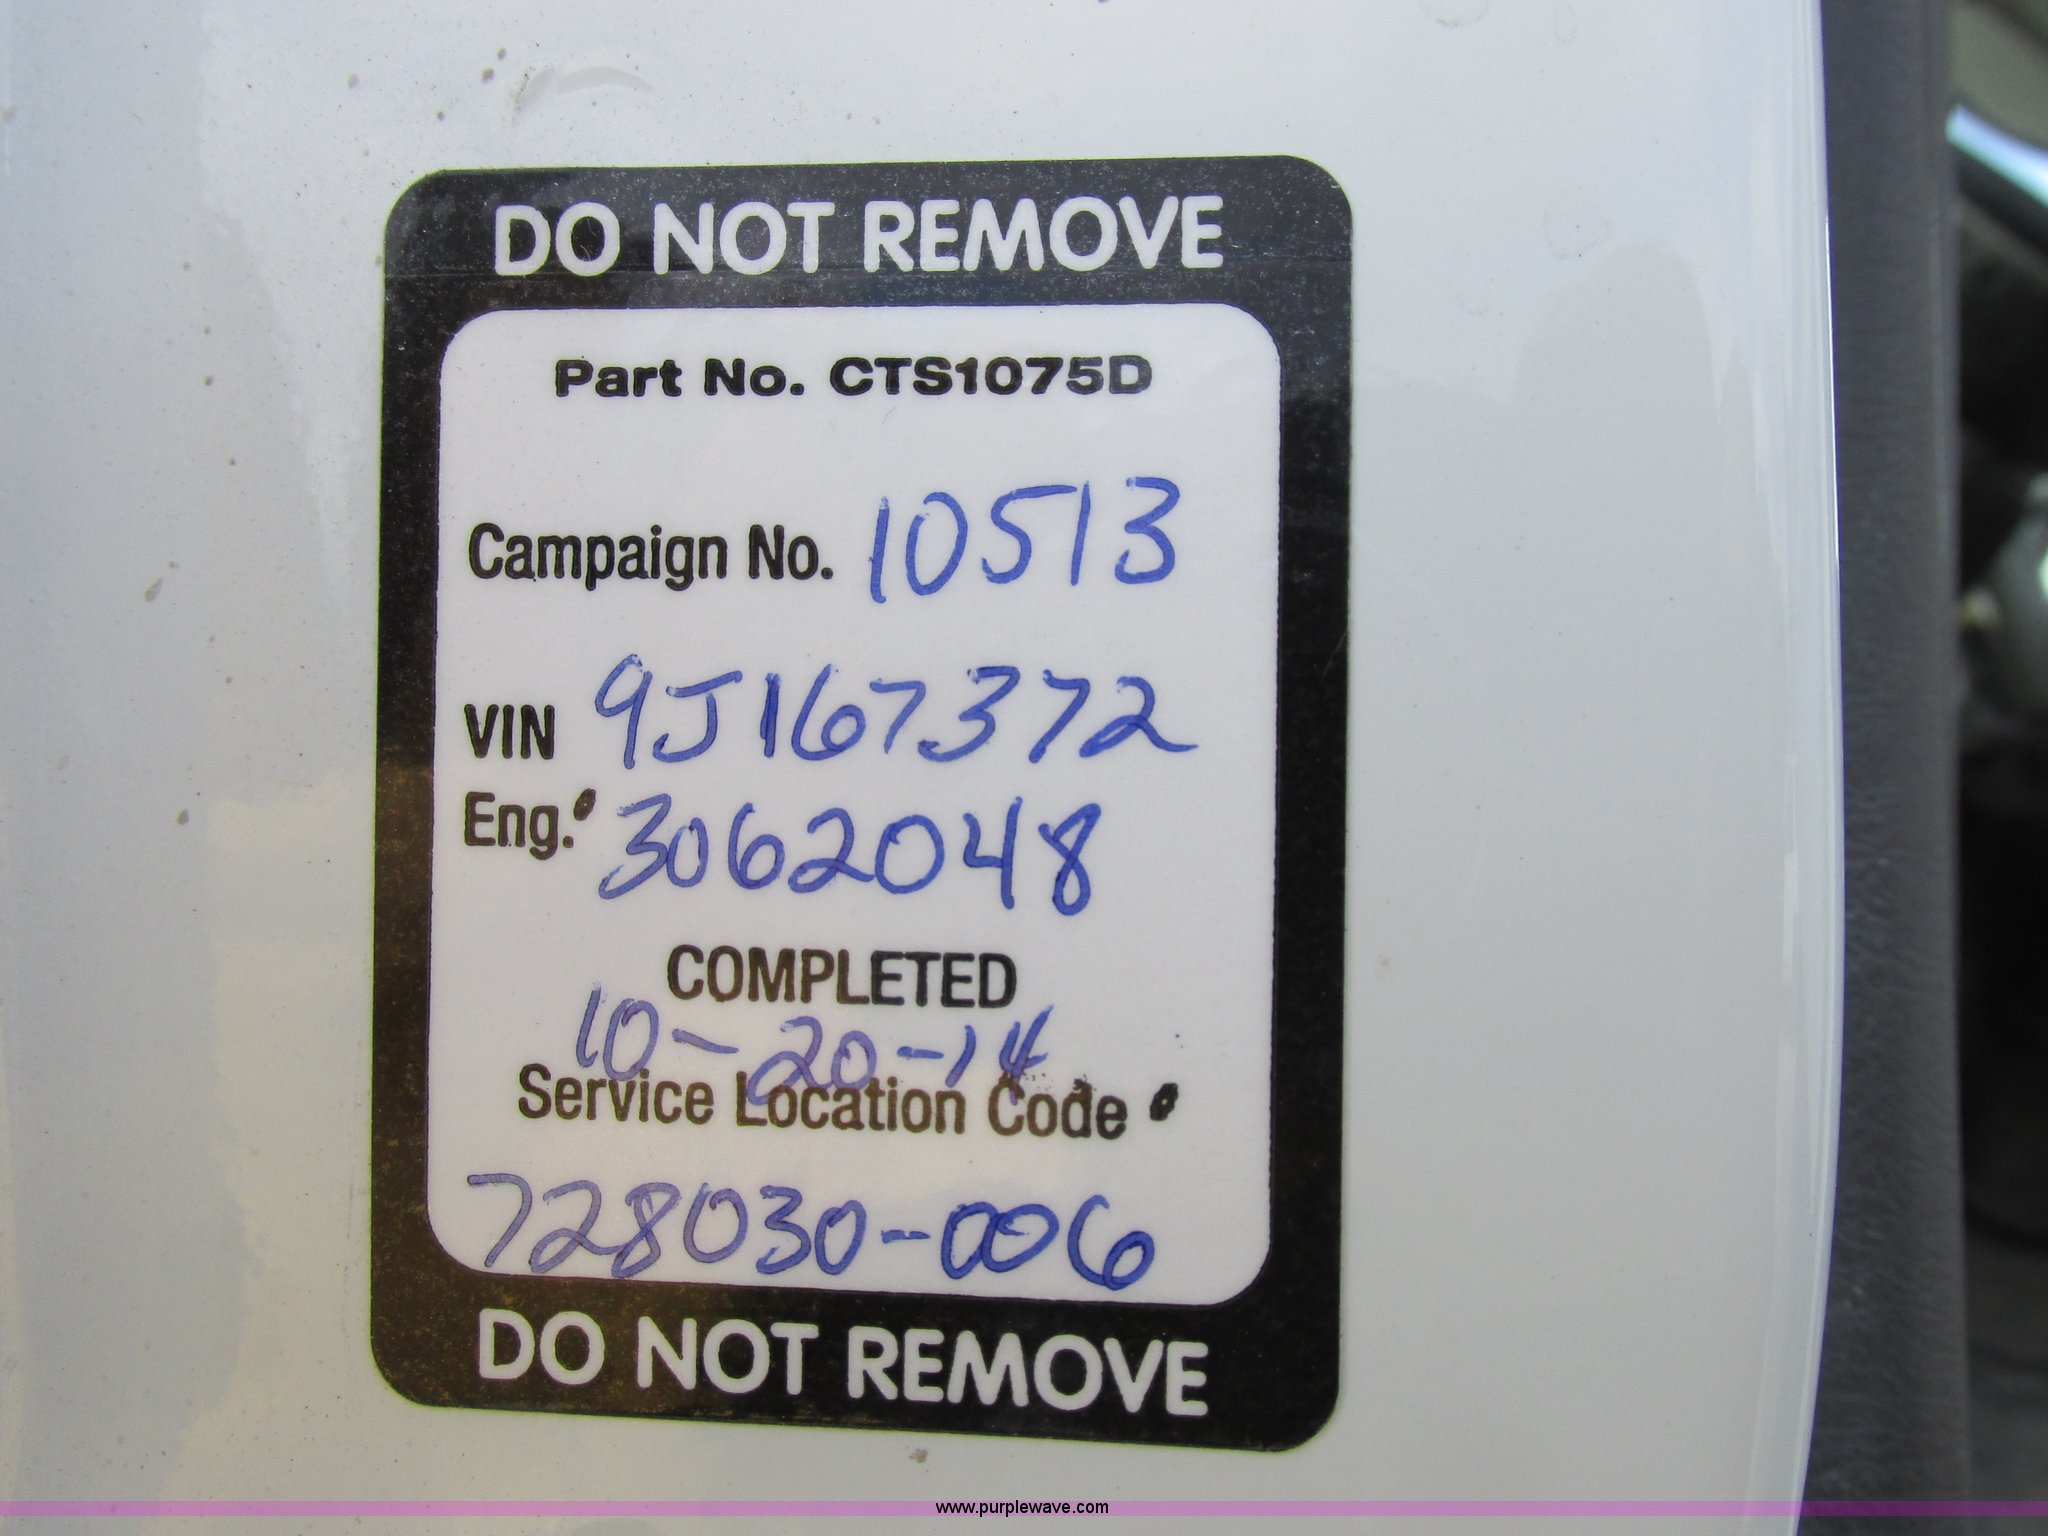 DO NOT REMOVE
Part No. CTS1075D
Campaign No. 10513
VIN 9J167372
Eng. 3062048
COMPLETED
10-20-14
Service Location Code
728030-006
DO NOT REMOVE
www.purplewave.com